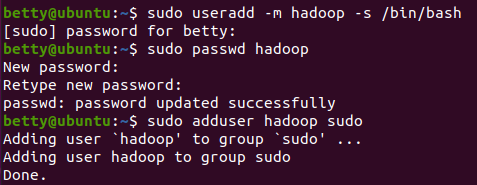 betty@ubuntu:~$ sudo useradd -m hadoop -s /bin/bash
[sudo] password for betty:
betty@ubuntu:~$ sudo passwd hadoop
New password:
Retype new password:
passwd: password updated successfully
betty@ubuntu:~$ sudo adduser hadoop sudo
Adding user `hadoop' to group `sudo' ...
Adding user hadoop to group sudo
Done.